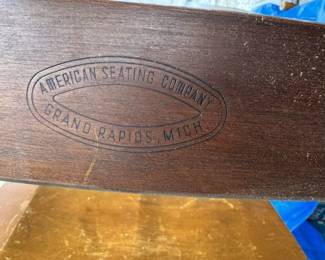 AMERICAN SEATING COMPANY
GRAND RAPIDS, MICH